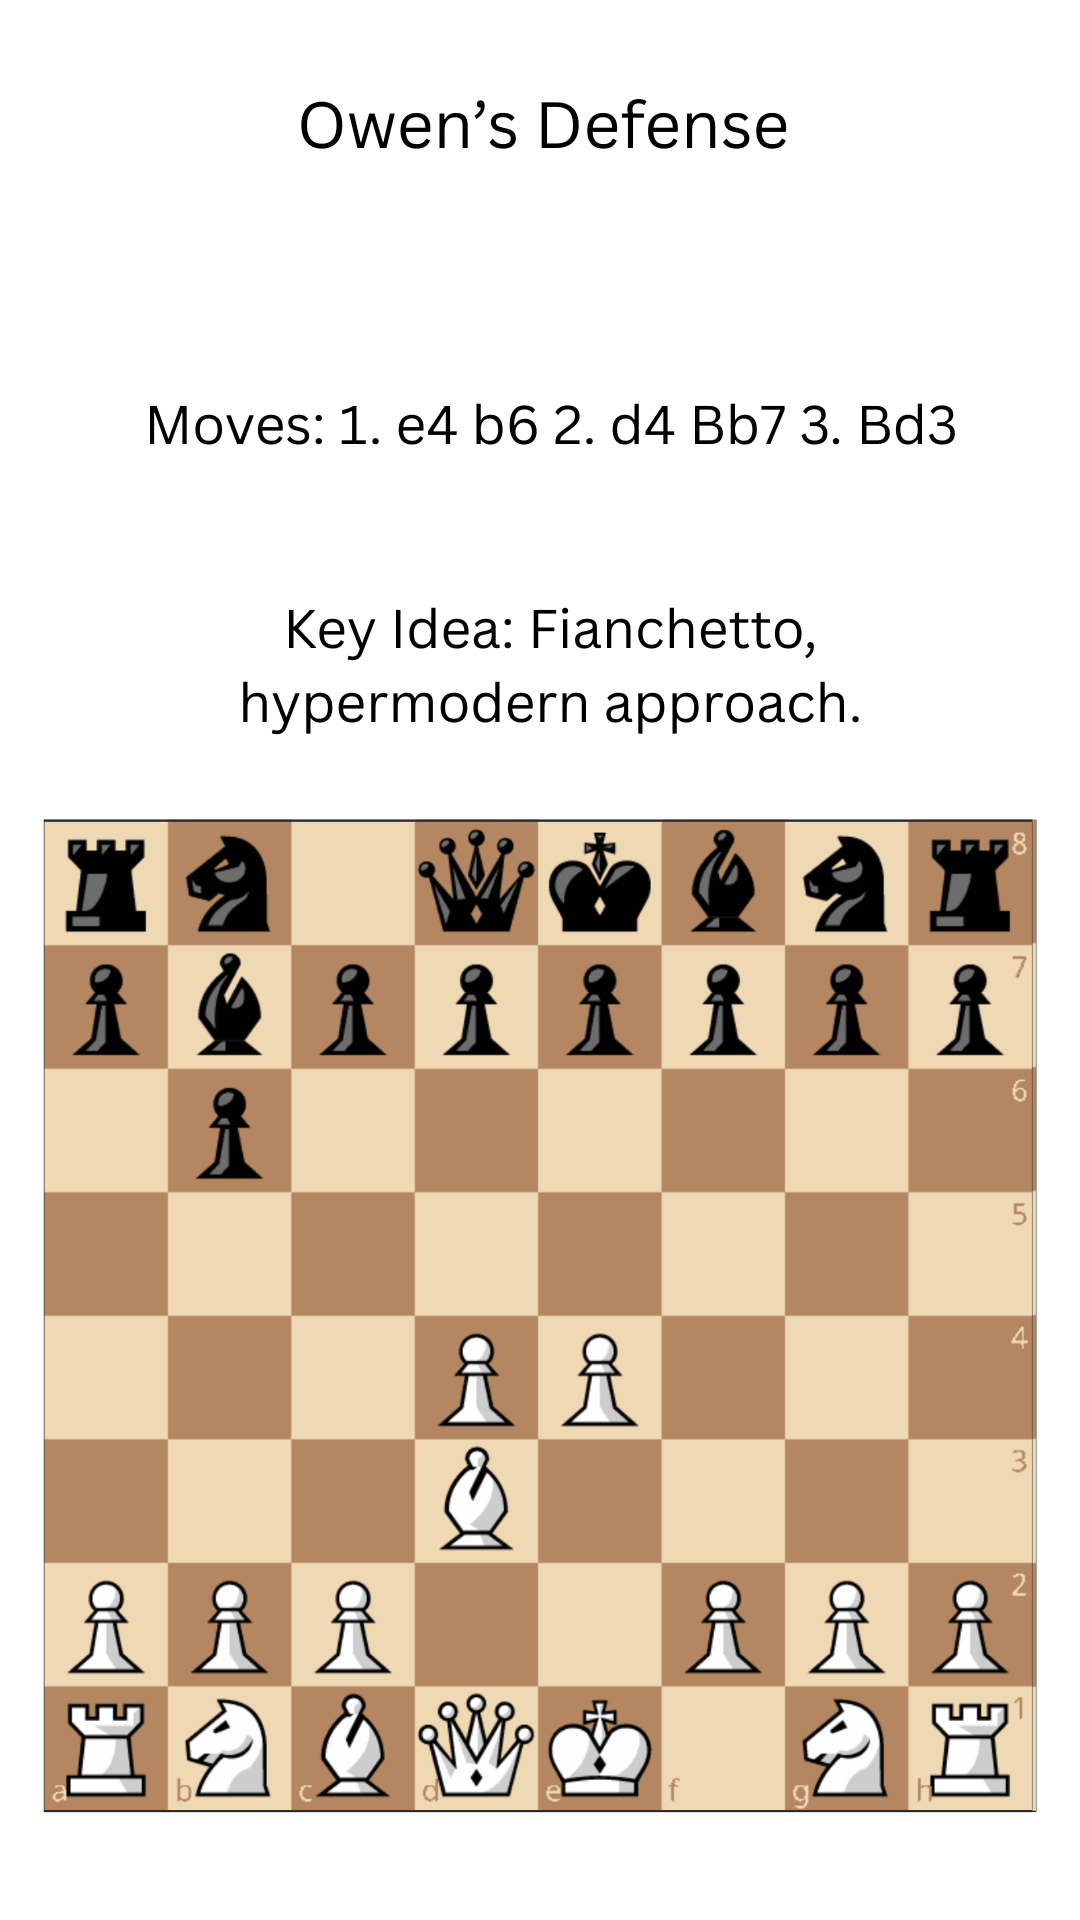 Owen’s Defense
Moves: 1. e4 b6 2. d4 Bb7 3. Bd3
Key Idea: Fianchetto,
hypermodern approach.
8
7
6
5
4
3
2
1
a b c d e f g h